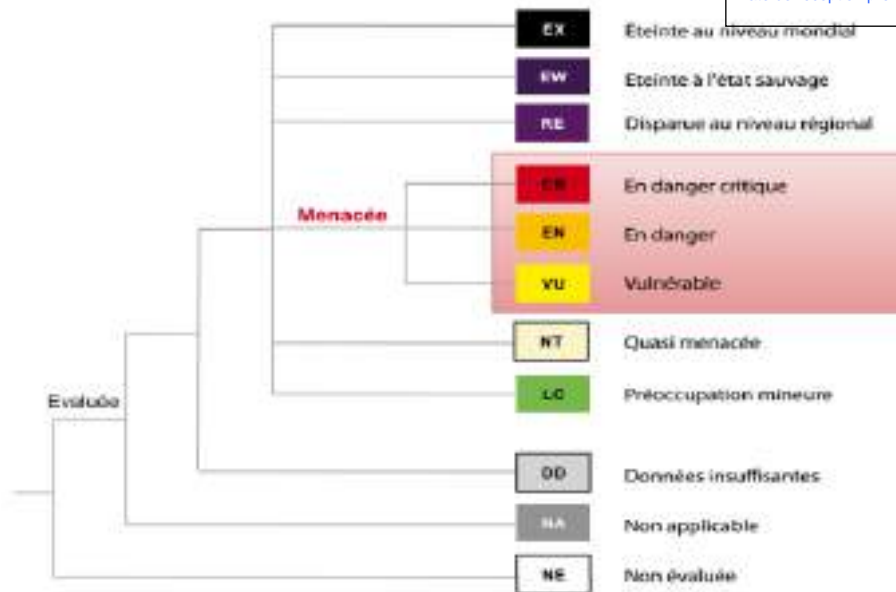 EX Eteinte au niveau mondial
EW Eteinte à l'état sauvage
RE Disparue au niveau régional
CR En danger critique
Menacée
EN En danger
VU Vulnérable
NT Quasi menacée
LC Préoccupation mineure
Evaluée
DD Données insuffisantes
NA Non applicable
NE Non évaluée